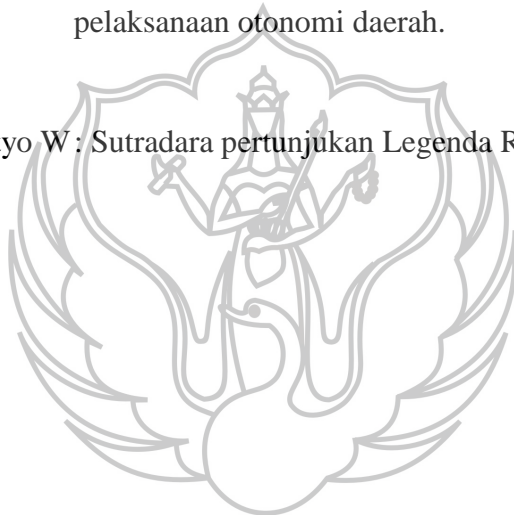 pelaksanaan otonomi daerah.
yo W : Sutradara pertunjukan Legenda R